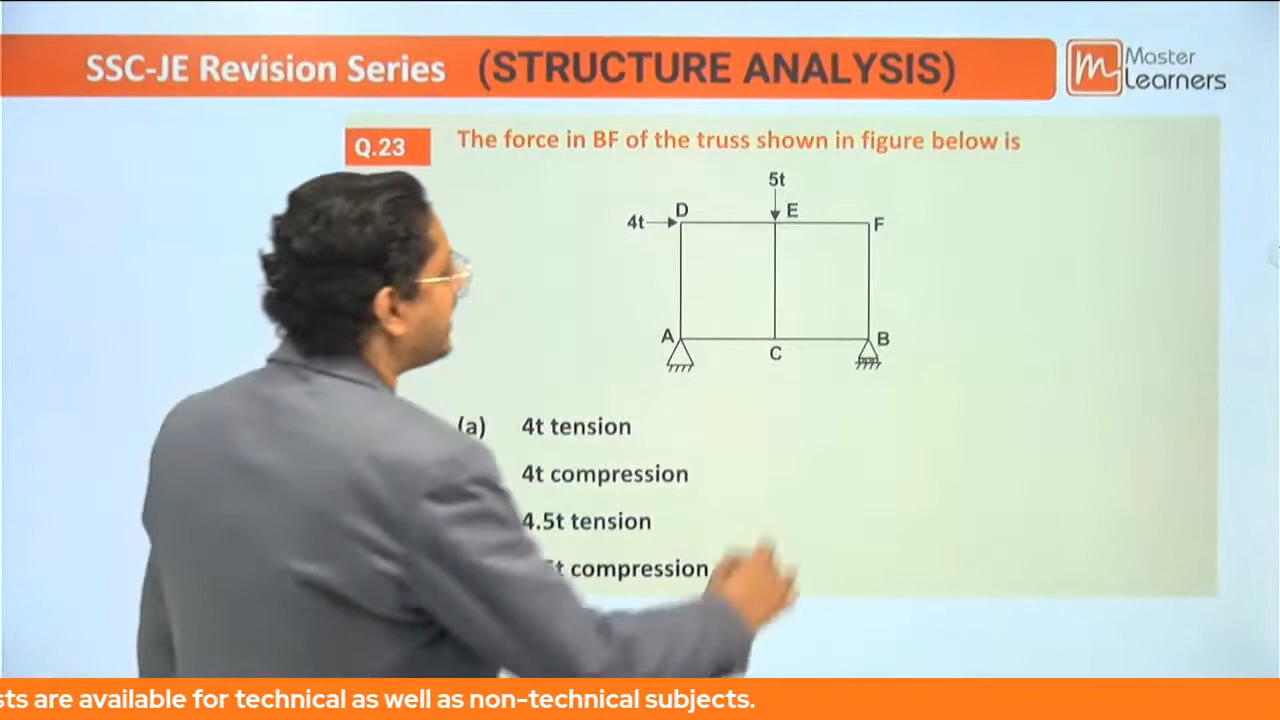 SSC-JE Revision Series (STRUCTURE ANALYSIS)
Master
Learners
Q.23 The force in BF of the truss shown in figure below is
5t
4t D E F
A C B
(a) 4t tension
4t compression
4.5t tension
compression
are available for technical as well as non-technical subjects.